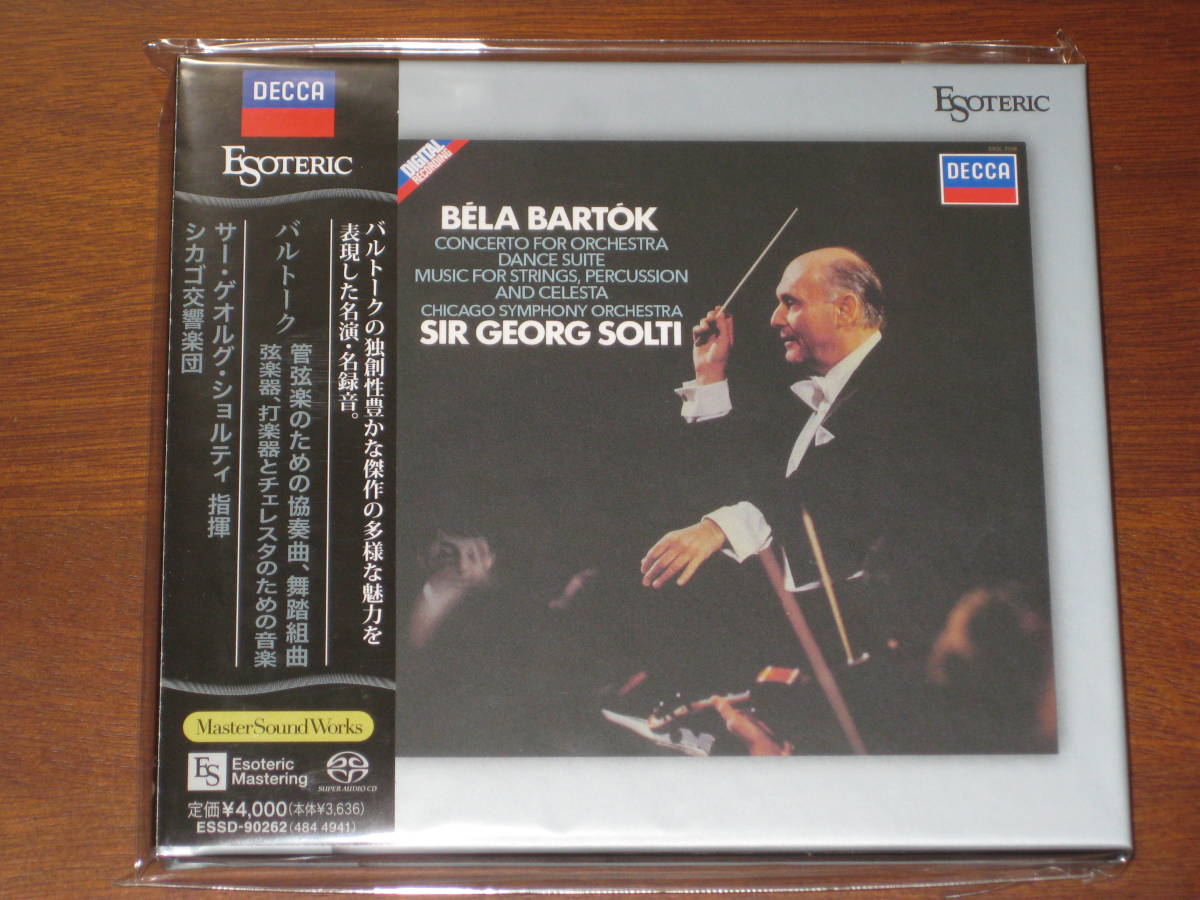 DECCA
ESOTERIC
バルトークの独創性豊かな傑作の多様な魅力を
表現した名演・名録音。
バルトーク
管弦楽のための協奏曲、舞踏組曲
弦楽器、打楽器とチェレスタのための音楽
サー・ゲオルグ・ショルティ 指揮
シカゴ交響楽団
MasterSoundWorks
ES
Esoteric
Mastering
SUPER AUDIO CD
定価¥4,000(本体¥3,636)
ESSD-90262(484 4941)
ESOTERIC
DIGITAL
RECORDING
DECCA
BÉLA BARTÓK
CONCERTO FOR ORCHESTRA
DANCE SUITE
MUSIC FOR STRINGS, PERCUSSION
AND CELESTA
CHICAGO SYMPHONY ORCHESTRA
SIR GEORG SOLTI